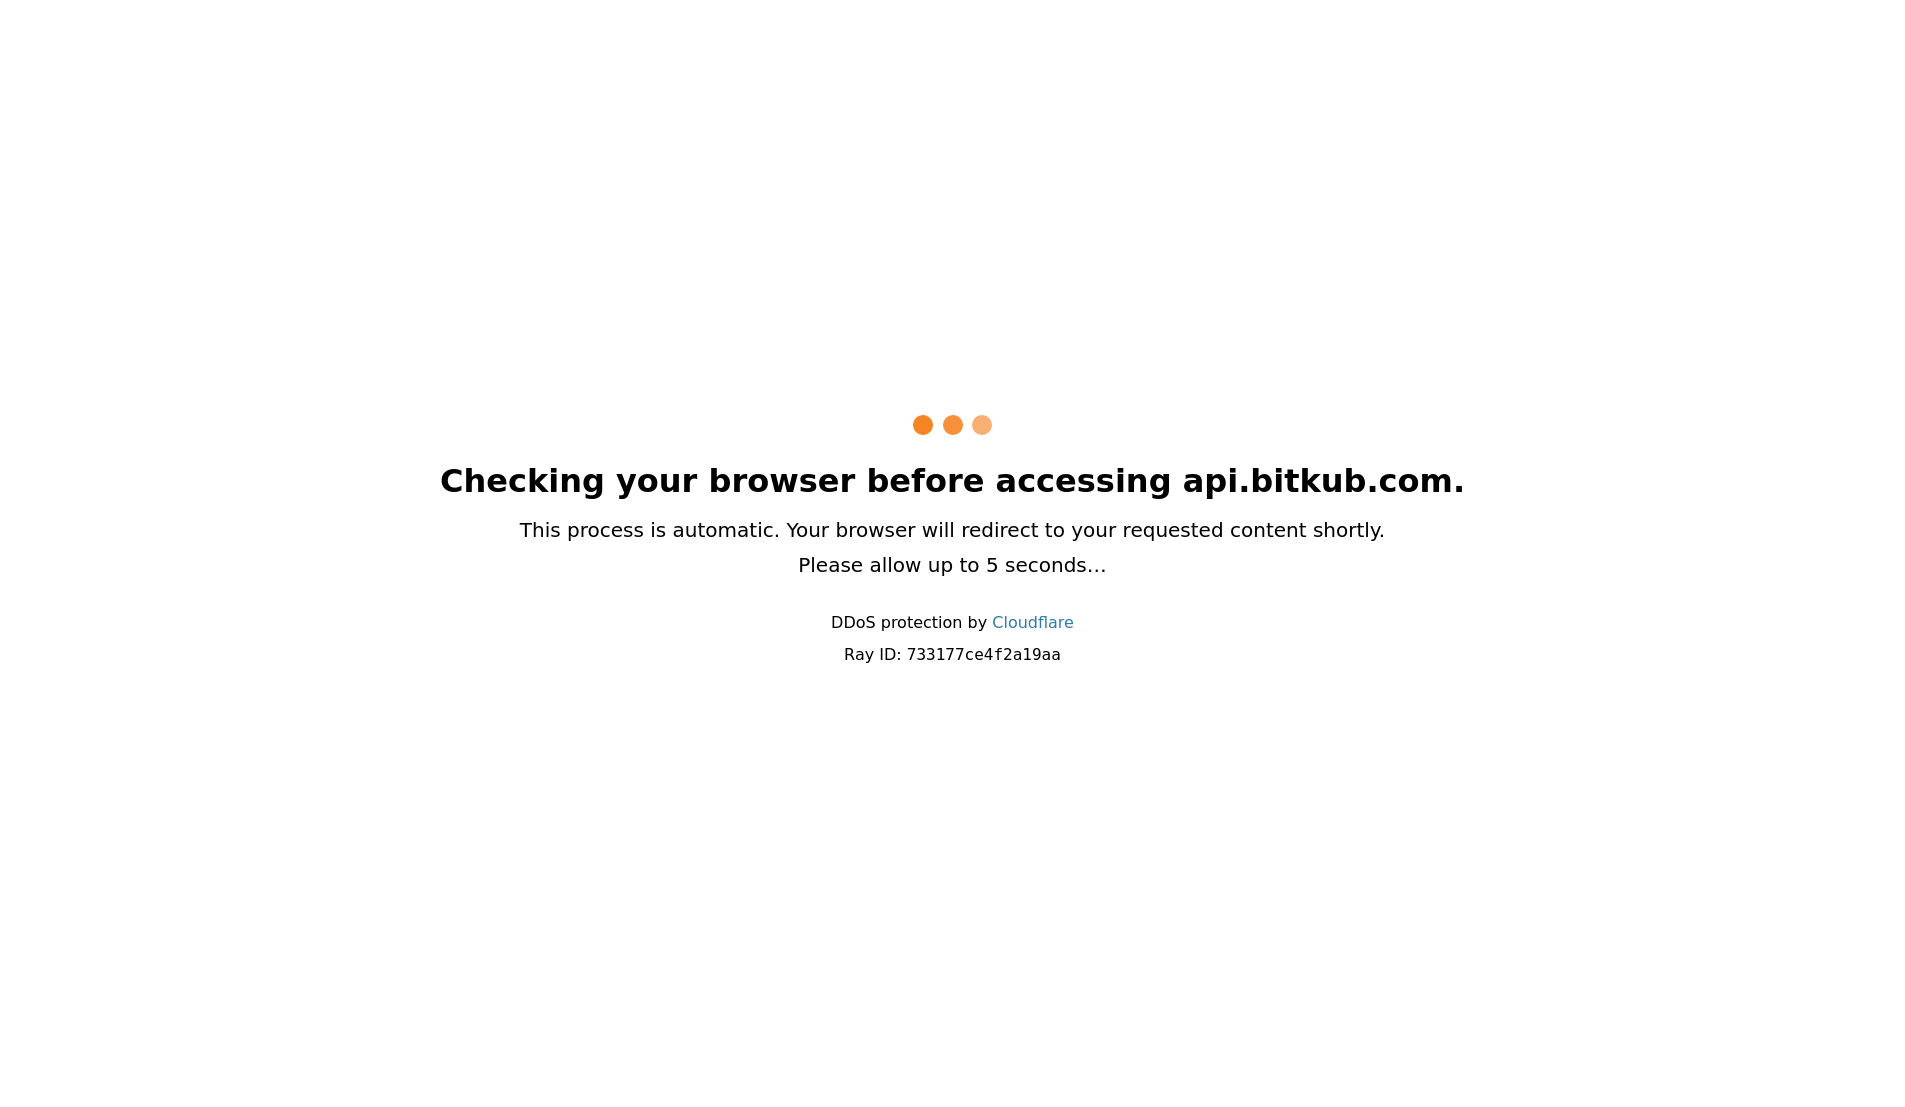 Checking your browser before accessing api.bitkub.com.
This process is automatic. Your browser will redirect to your requested content shortly.
Please allow up to 5 seconds…
DDoS protection by Cloudflare
Ray ID: 733177ce4f2a19aa